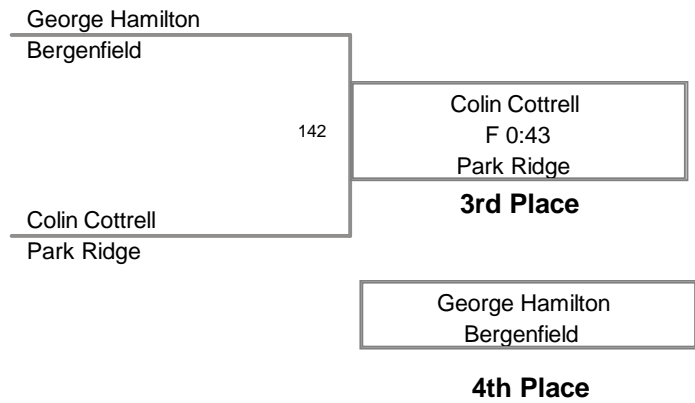 George Hamilton
Bergenfield
142
Colin Cottrell
F 0:43
Park Ridge
3rd Place
Colin Cottrell
Park Ridge
George Hamilton
Bergenfield
4th Place